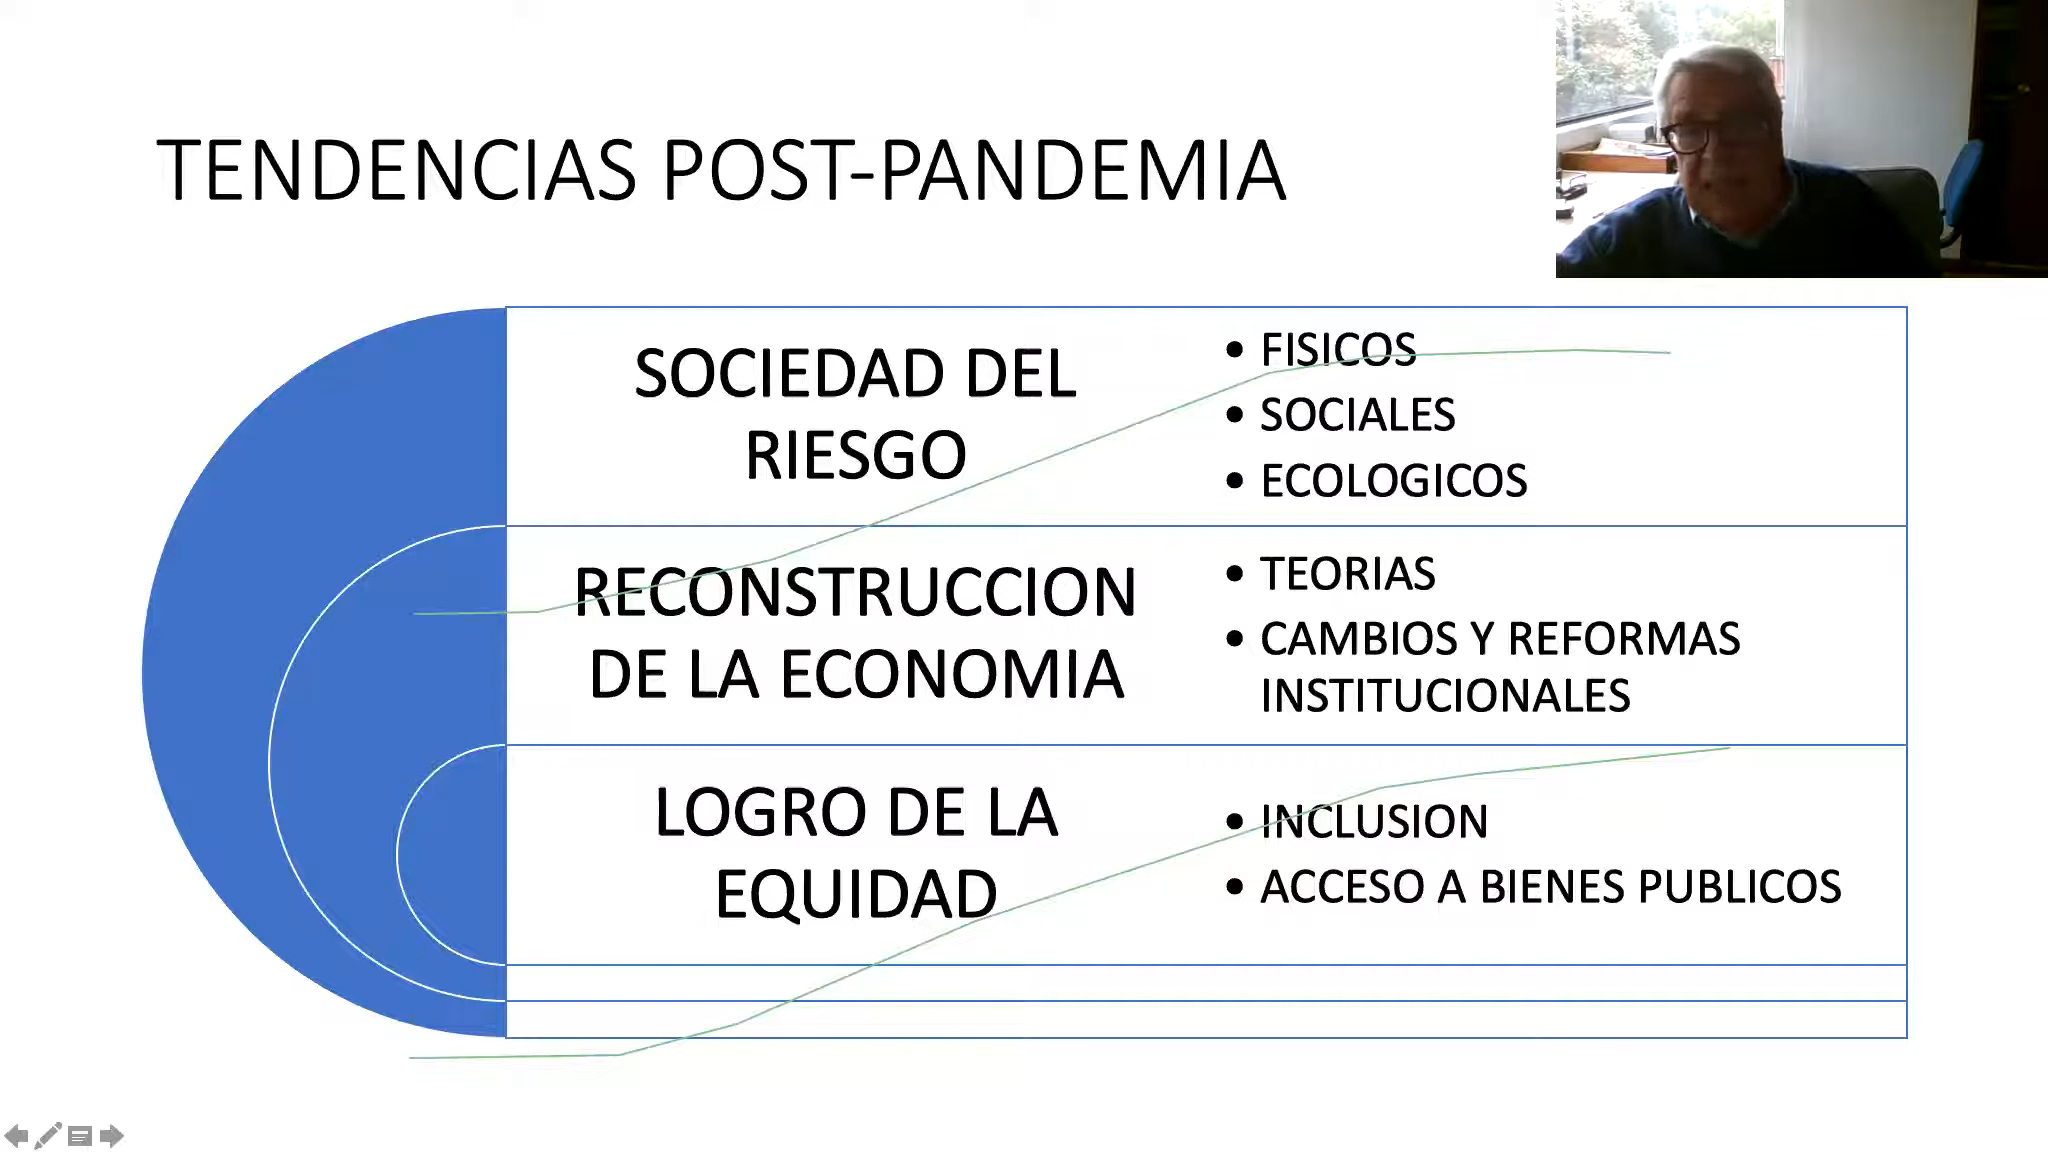 TENDENCIAS POST-PANDEMIA
SOCIEDAD DEL
RIESGO
• FISICOS
• SOCIALES
• ECOLOGICOS
RECONSTRUCCION
DE LA ECONOMIA
• TEORIAS
• CAMBIOS Y REFORMAS
INSTITUCIONALES
LOGRO DE LA
EQUIDAD
• INCLUSION
• ACCESO A BIENES PUBLICOS